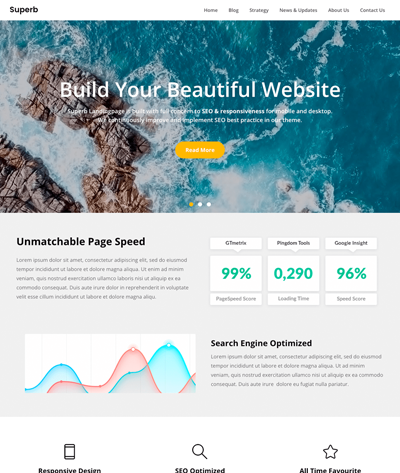 Superb
Home Blog Strategy News & Updates About Us Contact Us
Build Your Beautiful Website
Superb Landingpage is built with full concern to SEO & responsiveness for mobile and desktop.
We continuously improve and implement SEO best practice in our theme.
Read More
Unmatchable Page Speed
Lorem ipsum dolor sit amet, consectetur adipiscing elit, sed do eiusmod
tempor incididunt ut labore et dolore magna aliqua. Ut enim ad minim
veniam, quis nostrud exercitation ullamco laboris nisi ut aliquip ex ea
commodo consequat. Duis aute irure dolor in reprehenderit in voluptate
velit esse cillum incididunt ut labore et dolore magna aliqua.
GTmetrix
99%
PageSpeed Score
Pingdom Tools
0,290
Loading Time
Google Insight
96%
Speed Score
Search Engine Optimized
Lorem ipsum dolor sit amet, consectetur adipiscing elit, sed do
eiusmod tempor incididunt ut labore et dolore magna aliqua. Ut enim ad minim
veniam, quis nostrud exercitation ullamco laboris nisi ut aliquip ex ea commodo
consequat. Duis aute irure dolor eu fugiat nulla pariatur.
Responsive Design
SEO Optimized
All Time Favourite